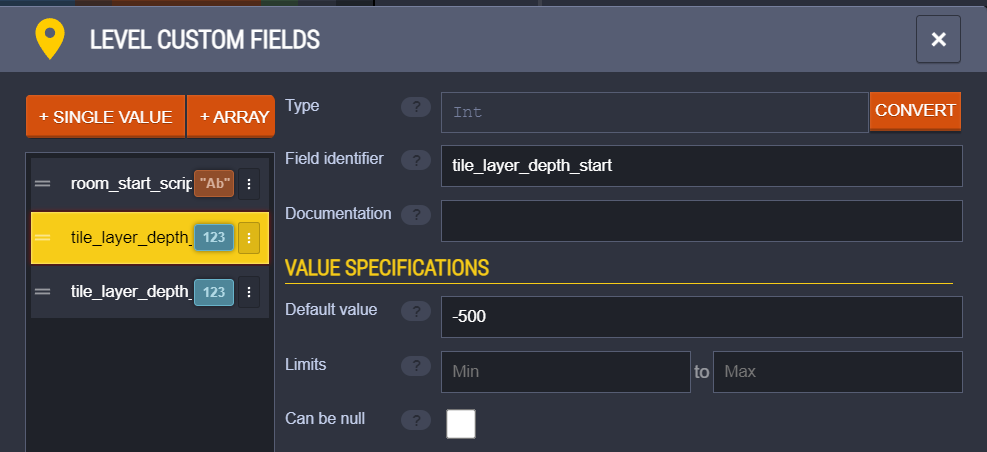 LEVEL CUSTOM FIELDS
×
+ SINGLE VALUE
+ ARRAY
room_start_scrip
"Ab"
tile_layer_depth_
123
tile_layer_depth_
123
Type
?
Int
CONVERT
Field identifier
?
tile_layer_depth_start
Documentation
?
VALUE SPECIFICATIONS
Default value
?
-500
Limits
?
Min
to
Max
Can be null
?